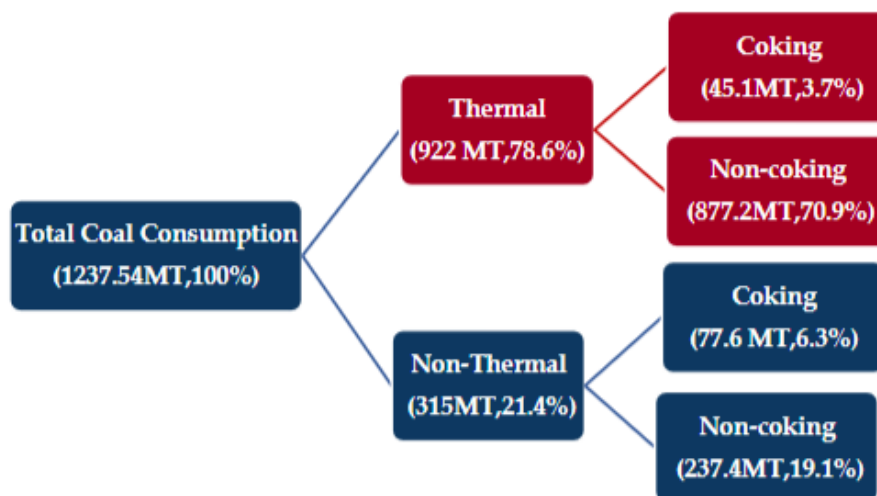 Coking
(45.1MT,3.7%)
Thermal
(922 MT,78.6%)
Non-coking
(877.2MT,70.9%)
Total Coal Consumption
(1237.54MT,100%)
Coking
(77.6 MT,6.3%)
Non-Thermal
(315MT,21.4%)
Non-coking
(237.4MT,19.1%)